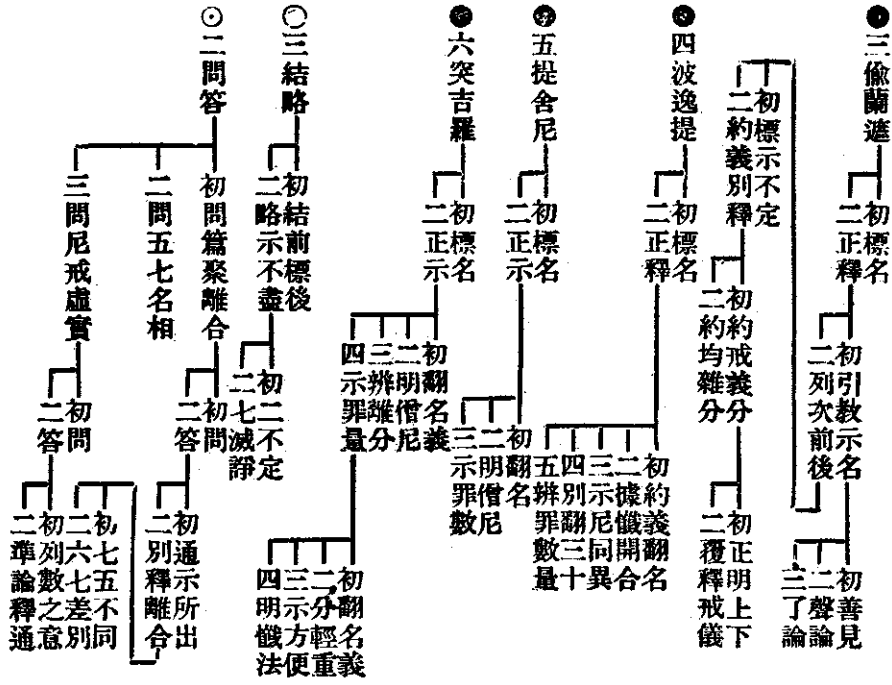 三偷蘭遮
初標名
二正釋
初引教示名
二列次前後
初善見
二聲論
三了論
初標示不定
二約義別釋
初約戒義分
二約均雜分
初正明上下
二覆釋戒儀
四波逸提
初標名
二正釋
初約義翻名
二據懺開合
三示尼同異
四別翻三十
五辨罪數量
五提舍尼
初標名
二正示
初翻名
二明僧尼
三示罪數
六突吉羅
初標名
二正示
初翻名義
二明僧尼
三辨離分
四示罪量
初翻名義
二分輕重
三示方便
四明懺法
三結略
初結前標後
二略示不盡
初二不定
二七滅諍
二問答
初問篇聚離合
二問五七名相
三問尼戒虛實
初問
二答
初通示所出
二別釋離合
初七五不同
二六七差別
初問
二答
初列數之意
二準論釋通